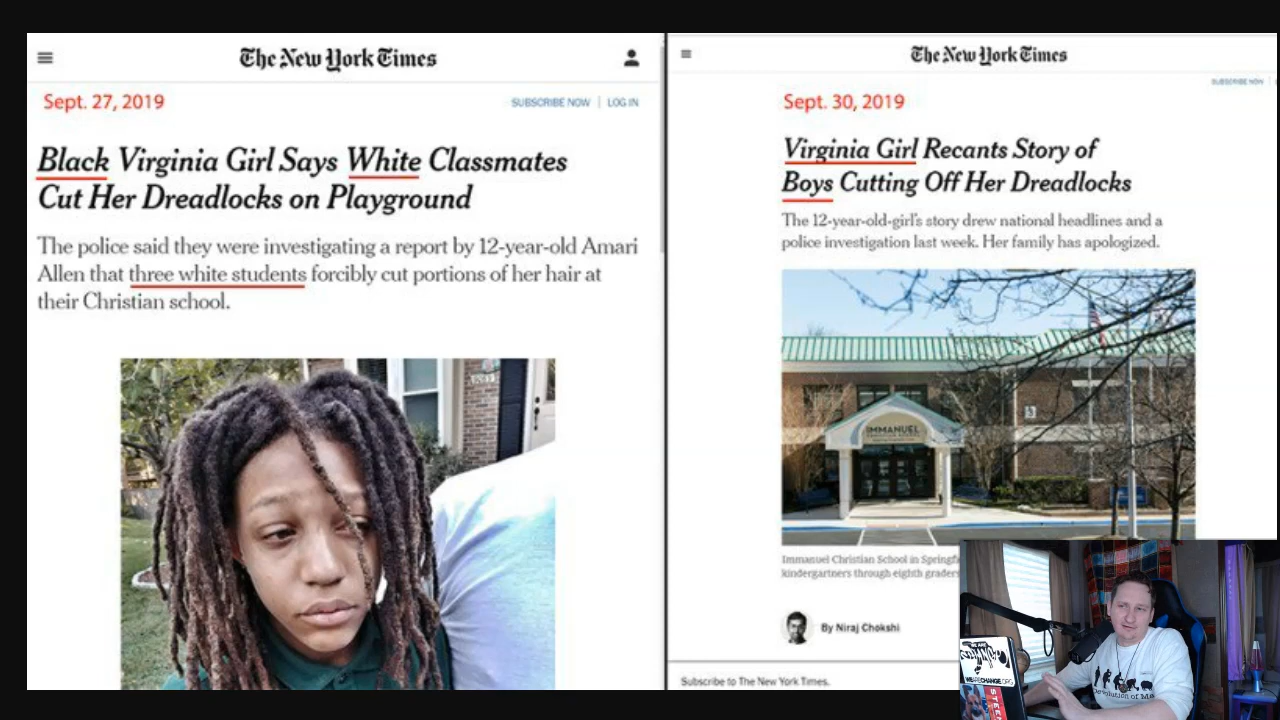 The New York Times
Sept. 27, 2019
SUBSCRIBE NOW | LOG IN
Black Virginia Girl Says White Classmates
Cut Her Dreadlocks on Playground
The police said they were investigating a report by 12-year-old Amari
Allen that three white students forcibly cut portions of her hair at
their Christian school.
The New York Times
SUBSCRIBE NOW
Sept. 30, 2019
Virginia Girl Recants Story of
Boys Cutting Off Her Dreadlocks
The 12-year-old-girl's story drew national headlines and a
police investigation last week. Her family has apologized.
IMMANUEL
Immanuel Christian School in
kindergartners through eighth graders
By Niraj Chokshi
Subscribe to The New York Times.
WEARECHANGE.ORG